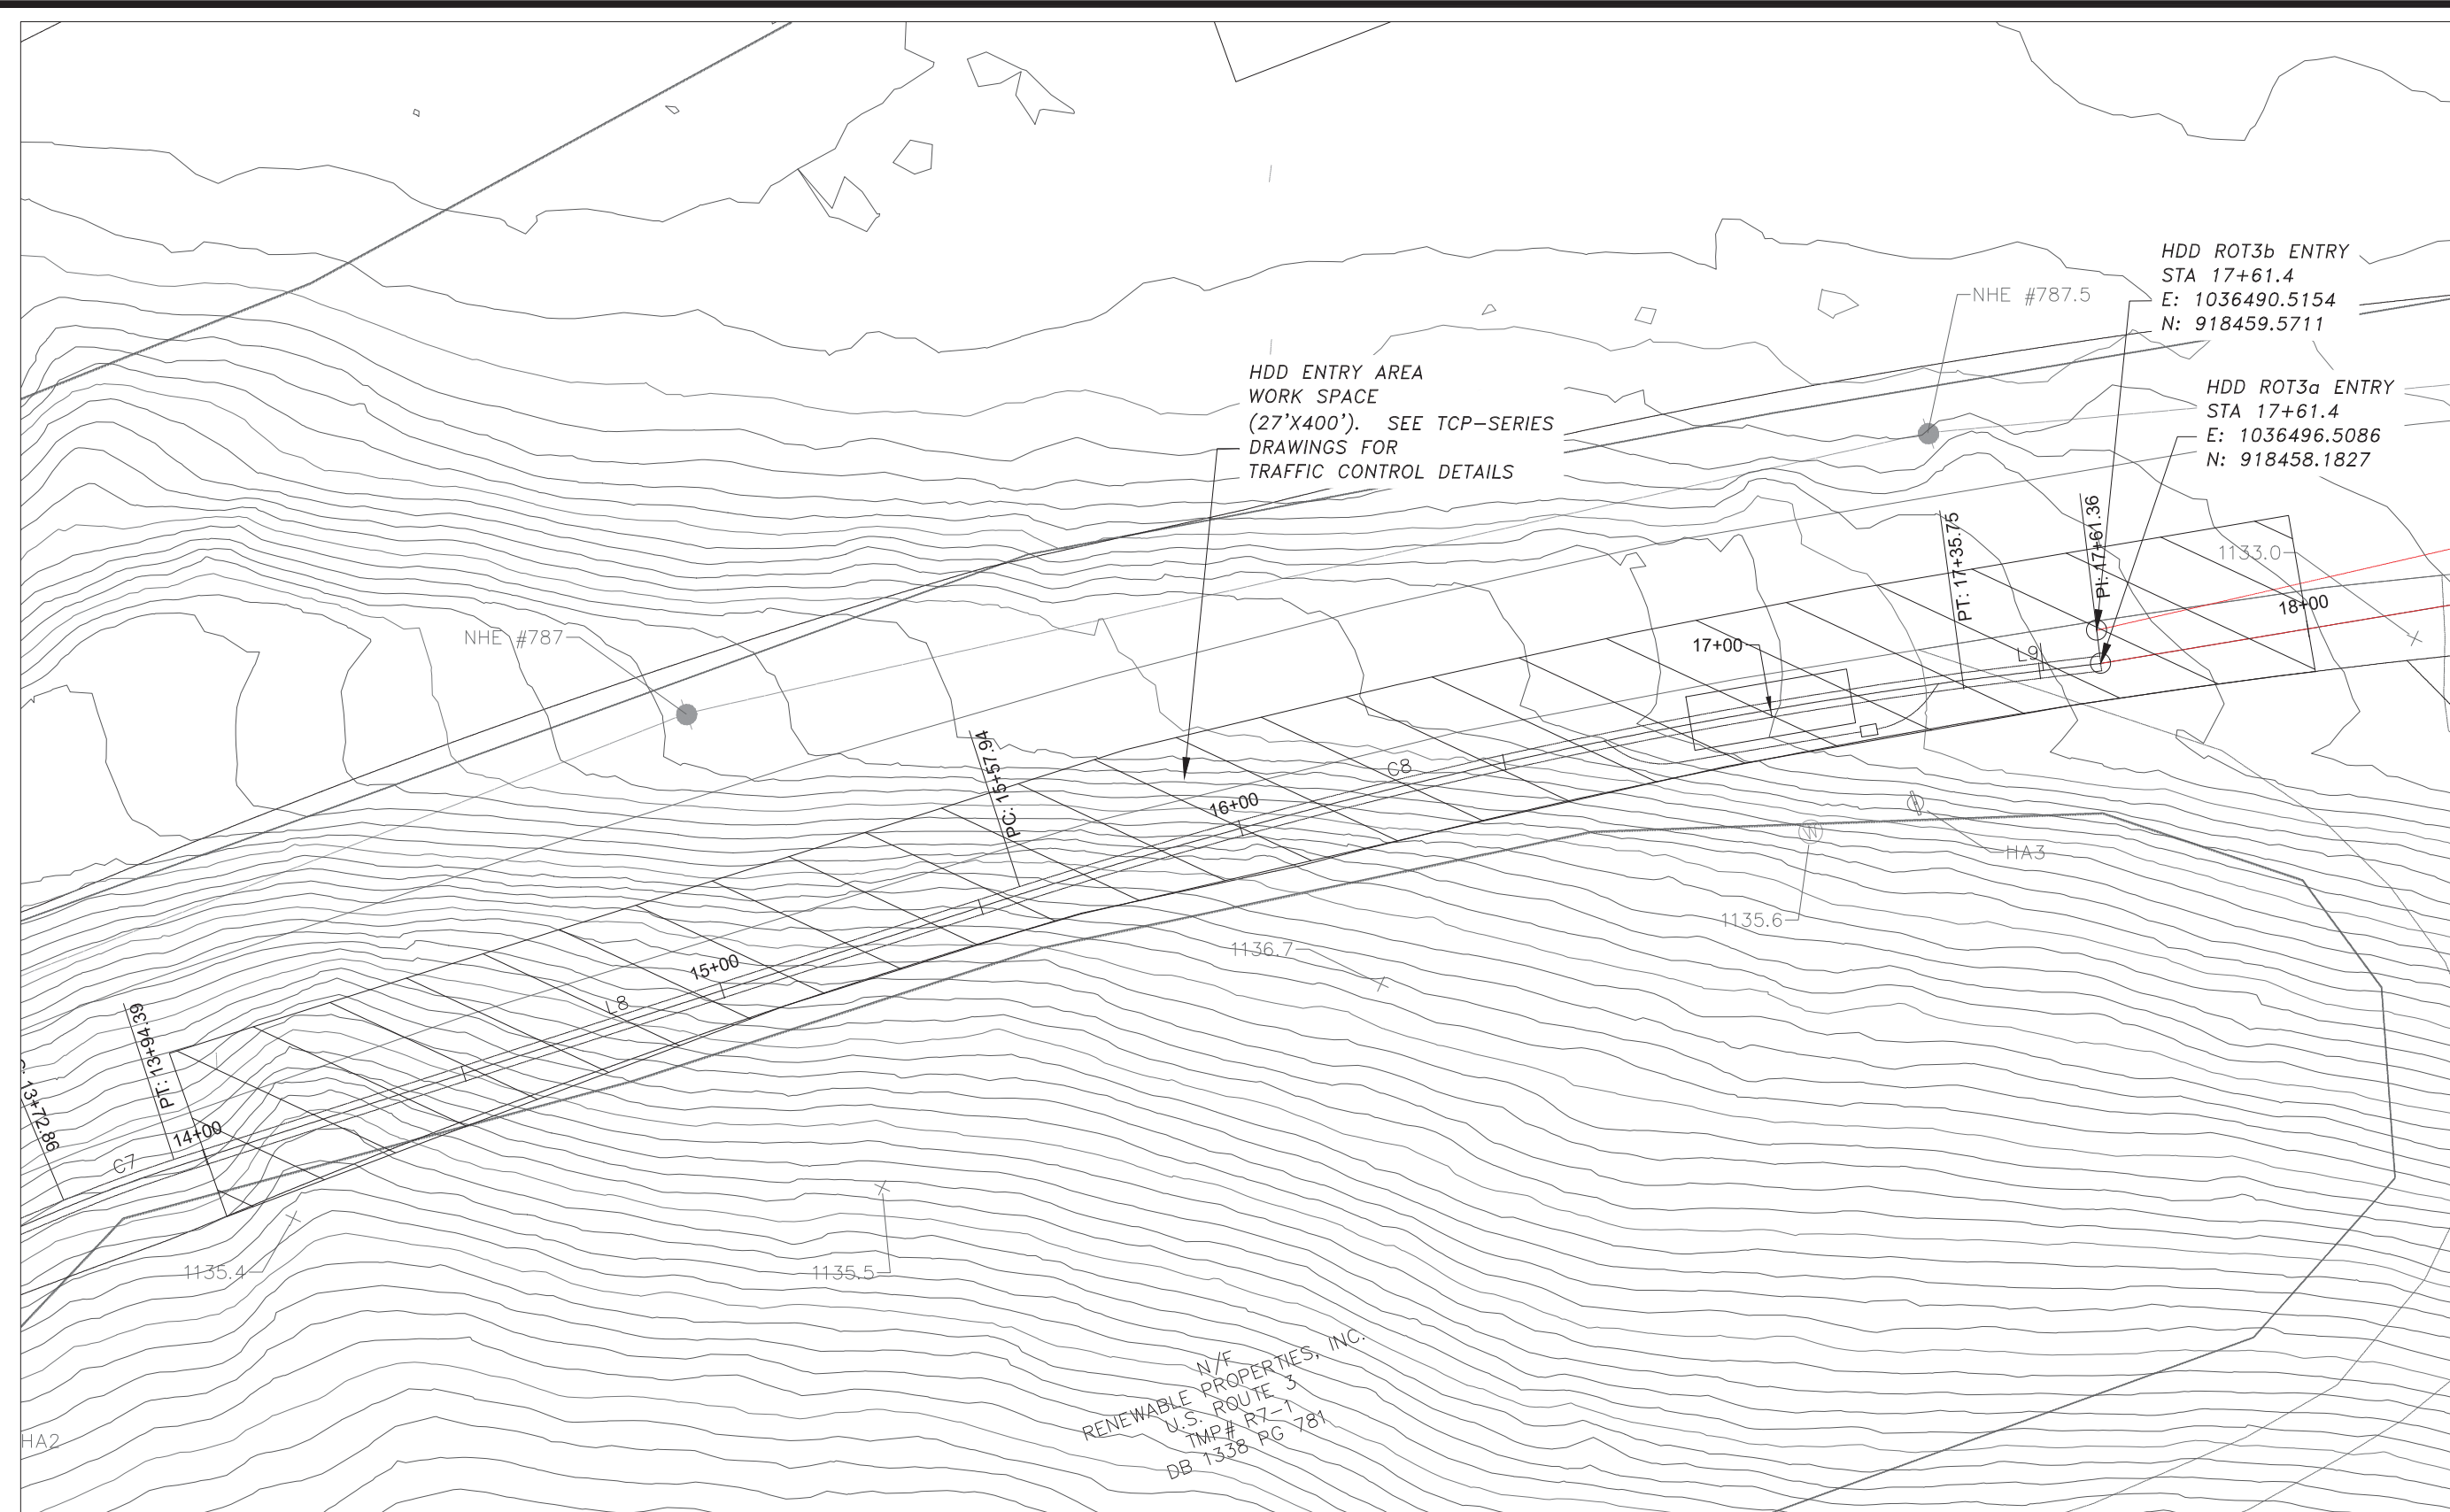 HDD ROT3b ENTRY
STA 17+61.4
E: 1036490.5154
N: 918459.5711
NHE #787.5
HDD ENTRY AREA
WORK SPACE
(27'X400').  SEE TCP-SERIES
DRAWINGS FOR
TRAFFIC CONTROL DETAILS
HDD ROT3a ENTRY
STA 17+61.4
E: 1036496.5086
N: 918458.1827
PT: 17+35.75
PI: 17+61.36
1133.0
18+00
NHE #787
17+00
L9
PC: 15+57.94
C8
16+00
W
HA3
1135.6
1136.7
15+00
L8
PT: 13+94.39
13+72.86
14+00
C7
1135.4
1135.5
N/F
RENEWABLE PROPERTIES, INC.
U.S. ROUTE 3
TMP# R7-1
DB 1338 PG 781
HA2